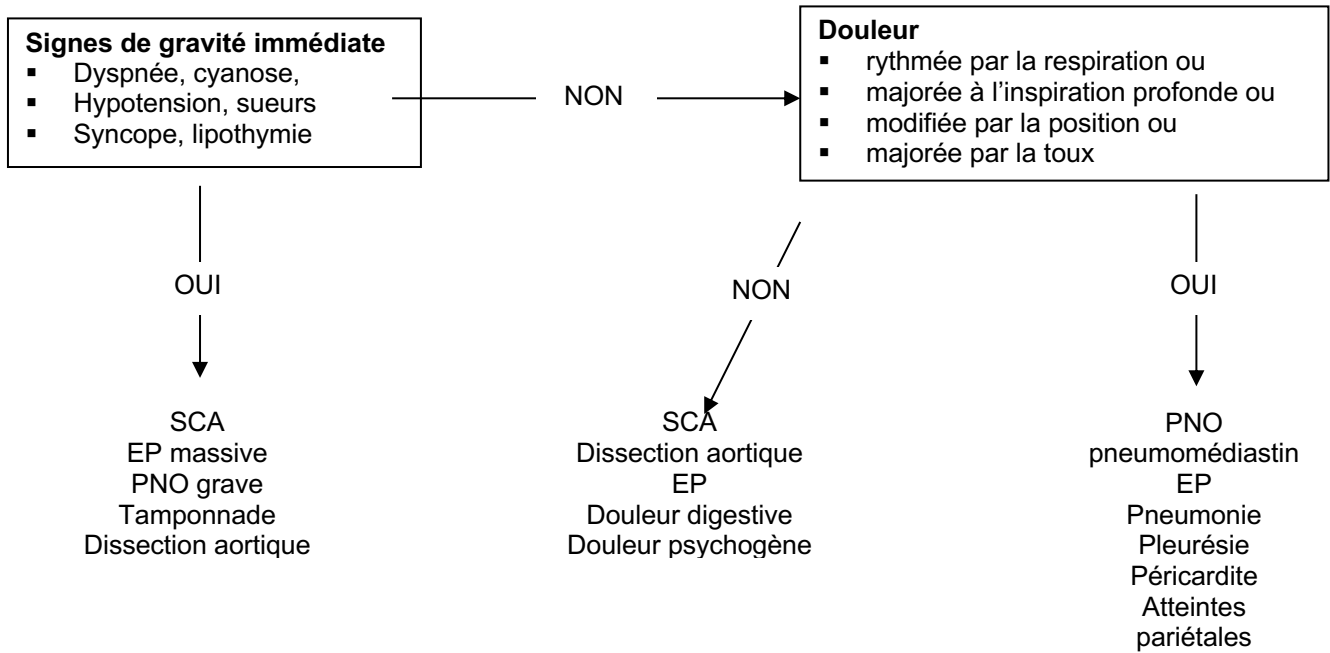 Signes de gravité immédiate
▪ Dyspnée, cyanose,
▪ Hypotension, sueurs
▪ Syncope, lipothymie
NON
Douleur
▪ rythmée par la respiration ou
▪ majorée à l’inspiration profonde ou
▪ modifiée par la position ou
▪ majorée par la toux
OUI
NON
OUI
SCA
EP massive
PNO grave
Tamponnade
Dissection aortique
SCA
Dissection aortique
EP
Douleur digestive
Douleur psychogène
PNO
pneumomédiastin
EP
Pneumonie
Pleurésie
Péricardite
Atteintes
pariétales